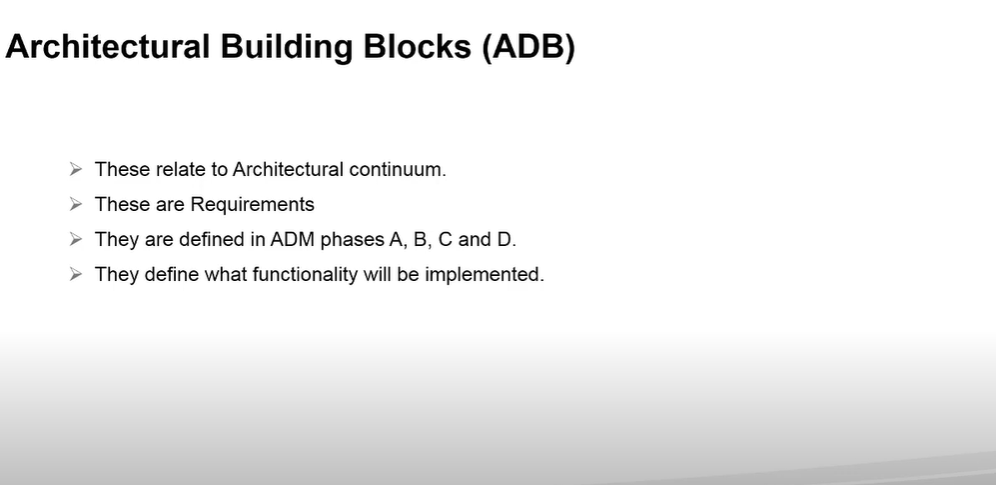 Architectural Building Blocks (ADB)
These relate to Architectural continuum.
These are Requirements
They are defined in ADM phases A, B, C and D.
They define what functionality will be implemented.